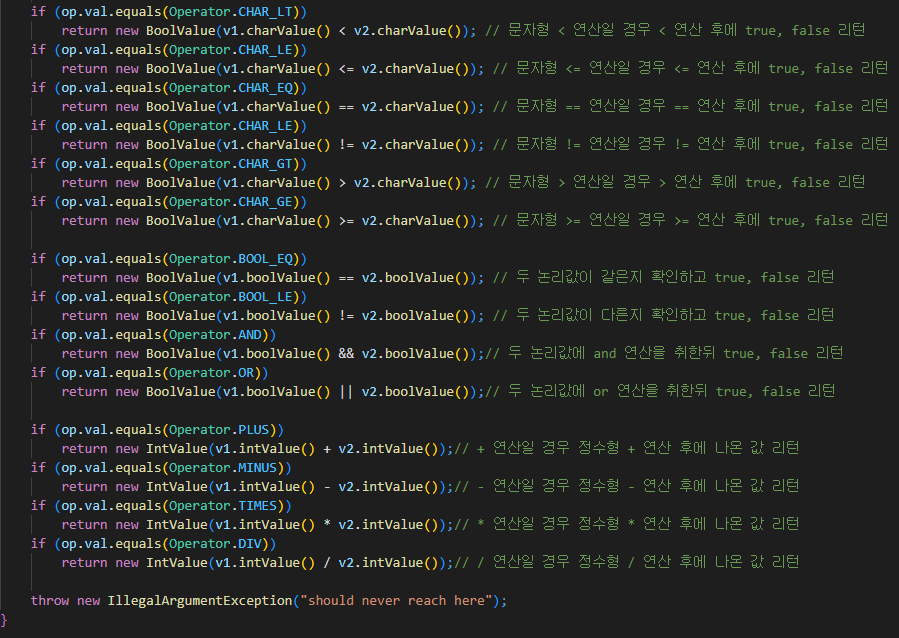 if (op.val.equals(Operator.CHAR_LT))
return new BoolValue(v1.charValue() < v2.charValue()); // 문자형 < 연산일 경우 < 연산 후에 true, false 리턴
if (op.val.equals(Operator.CHAR_LE))
return new BoolValue(v1.charValue() <= v2.charValue()); // 문자형 <= 연산일 경우 <= 연산 후에 true, false 리턴
if (op.val.equals(Operator.CHAR_EQ))
return new BoolValue(v1.charValue() == v2.charValue()); // 문자형 == 연산일 경우 == 연산 후에 true, false 리턴
if (op.val.equals(Operator.CHAR_LE))
return new BoolValue(v1.charValue() != v2.charValue()); // 문자형 != 연산일 경우 != 연산 후에 true, false 리턴
if (op.val.equals(Operator.CHAR_GT))
return new BoolValue(v1.charValue() > v2.charValue()); // 문자형 > 연산일 경우 > 연산 후에 true, false 리턴
if (op.val.equals(Operator.CHAR_GE))
return new BoolValue(v1.charValue() >= v2.charValue()); // 문자형 >= 연산일 경우 >= 연산 후에 true, false 리턴
if (op.val.equals(Operator.BOOL_EQ))
return new BoolValue(v1.boolValue() == v2.boolValue()); // 두 논리값이 같은지 확인하고 true, false 리턴
if (op.val.equals(Operator.BOOL_LE))
return new BoolValue(v1.boolValue() != v2.boolValue()); // 두 논리값이 다른지 확인하고 true, false 리턴
if (op.val.equals(Operator.AND))
return new BoolValue(v1.boolValue() && v2.boolValue());// 두 논리값에 and 연산을 취한뒤 true, false 리턴
if (op.val.equals(Operator.OR))
return new BoolValue(v1.boolValue() || v2.boolValue());// 두 논리값에 or 연산을 취한뒤 true, false 리턴
if (op.val.equals(Operator.PLUS))
return new IntValue(v1.intValue() + v2.intValue());// + 연산일 경우 정수형 + 연산 후에 나온 값 리턴
if (op.val.equals(Operator.MINUS))
return new IntValue(v1.intValue() - v2.intValue());// - 연산일 경우 정수형 - 연산 후에 나온 값 리턴
if (op.val.equals(Operator.TIMES))
return new IntValue(v1.intValue() * v2.intValue());// * 연산일 경우 정수형 * 연산 후에 나온 값 리턴
if (op.val.equals(Operator.DIV))
return new IntValue(v1.intValue() / v2.intValue());// / 연산일 경우 정수형 / 연산 후에 나온 값 리턴
throw new IllegalArgumentException("should never reach here");
}